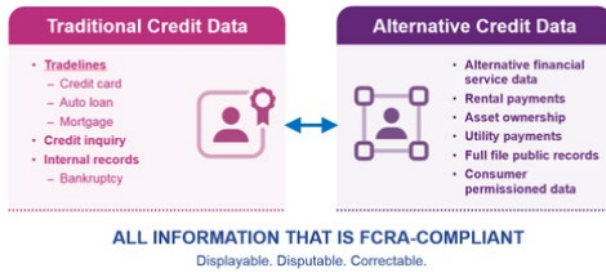 Traditional Credit Data
• Tradelines
– Credit card
– Auto loan
– Mortgage
• Credit inquiry
• Internal records
– Bankruptcy
Alternative Credit Data
• Alternative financial
service data
• Rental payments
• Asset ownership
• Utility payments
• Full file public records
• Consumer
permissioned data
ALL INFORMATION THAT IS FCRA-COMPLIANT
Displayable. Disputable. Correctable.